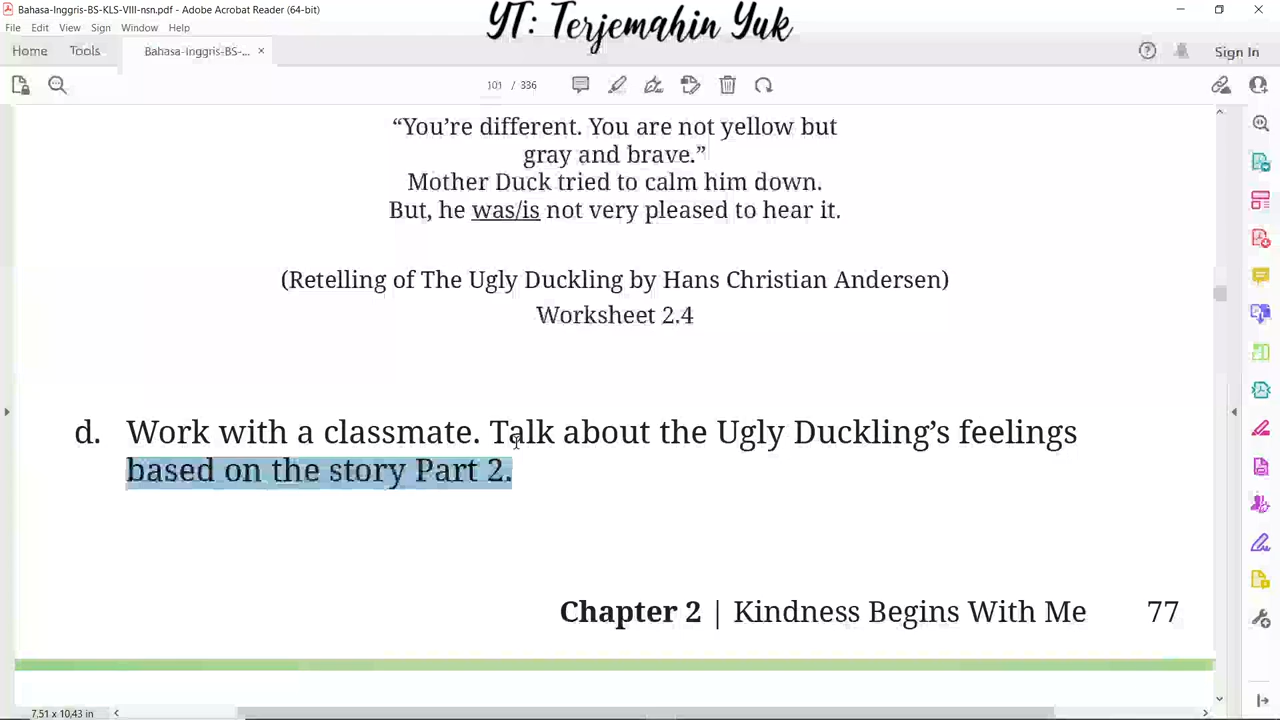 Bahasa-Inggris-BS-KLS-VIII-nsn.pdf - Adobe Acrobat Reader (64-bit)
YT: Terjemahin Yuk
File Edit View Sign Window Help
Home Tools Bahasa-Inggris-BS-... × Sign In
101 / 336
“You’re different. You are not yellow but
gray and brave.”
Mother Duck tried to calm him down.
But, he was/is not very pleased to hear it.
(Retelling of The Ugly Duckling by Hans Christian Andersen)
Worksheet 2.4
d. Work with a classmate. Talk about the Ugly Duckling’s feelings
based on the story Part 2.
Chapter 2 | Kindness Begins With Me 77
7,51 x 10,43 in